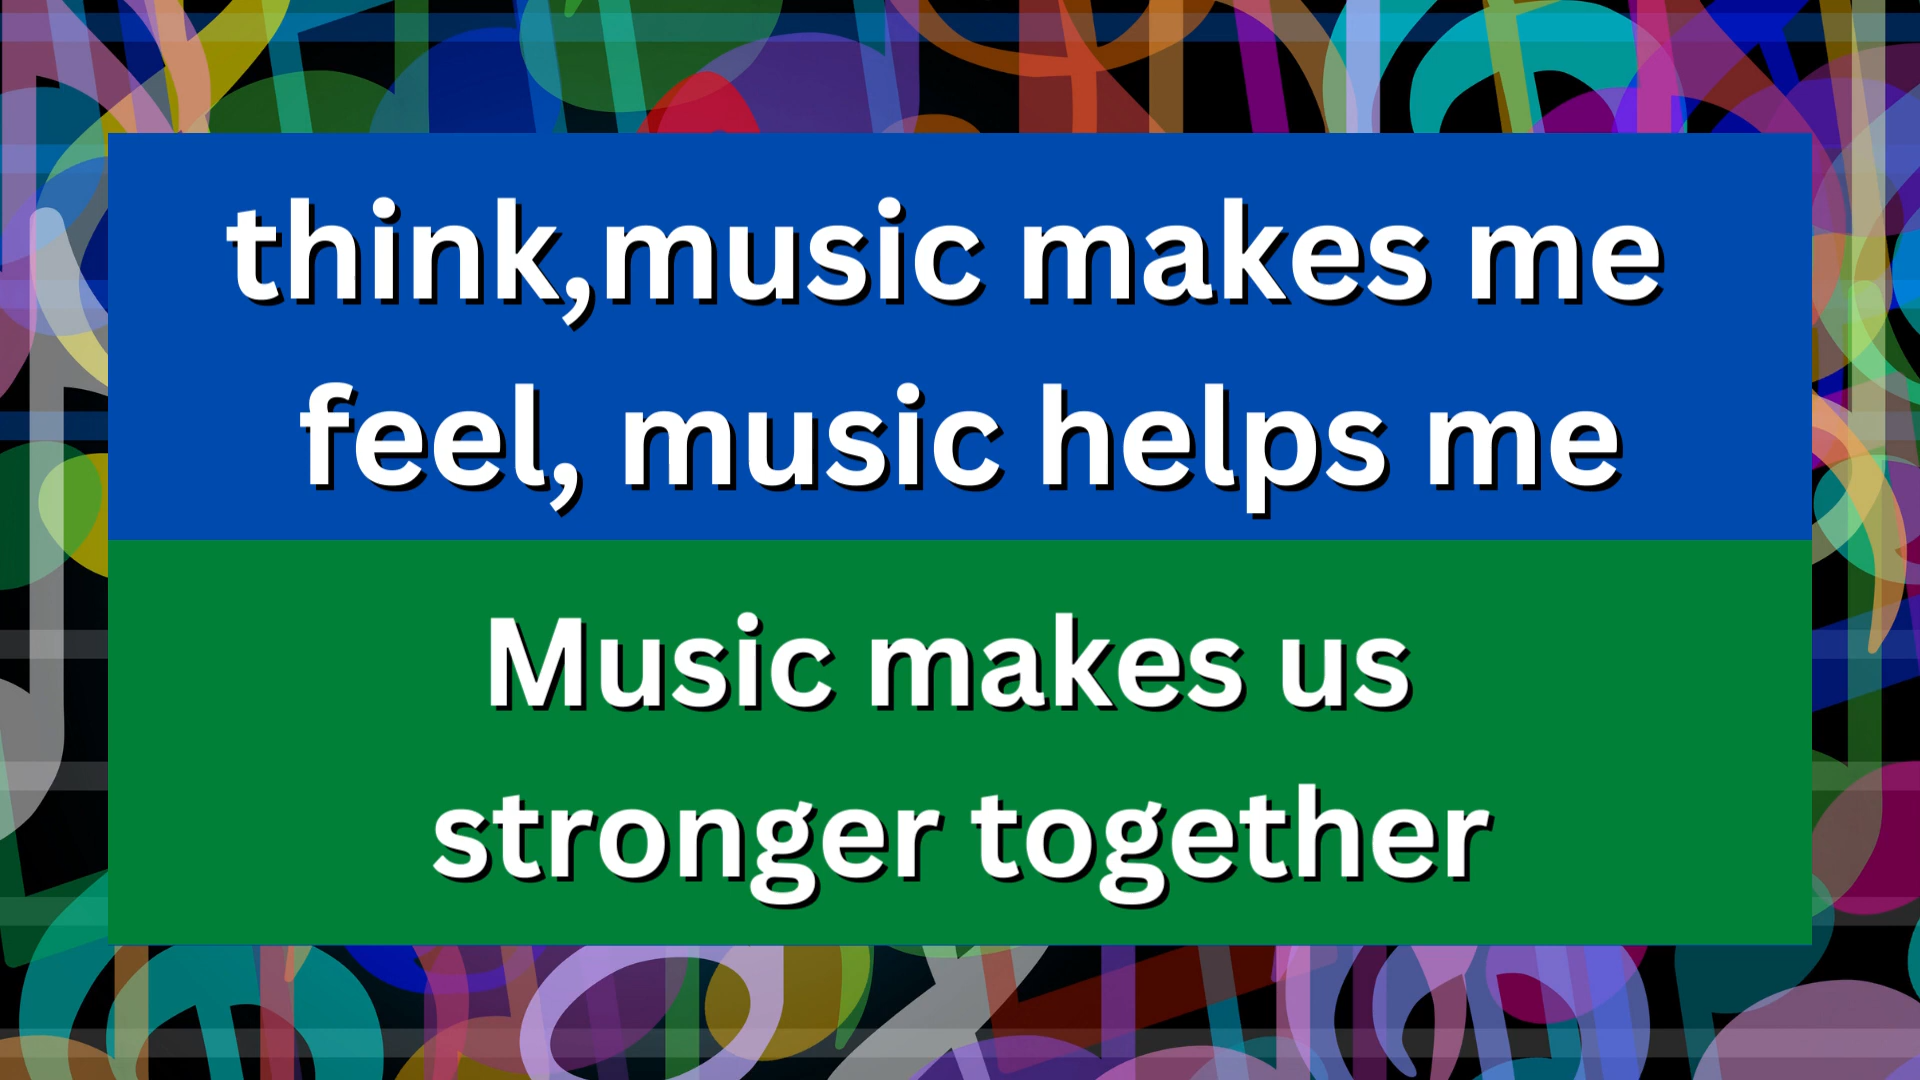 think,music makes me
feel, music helps me
Music makes us
stronger together